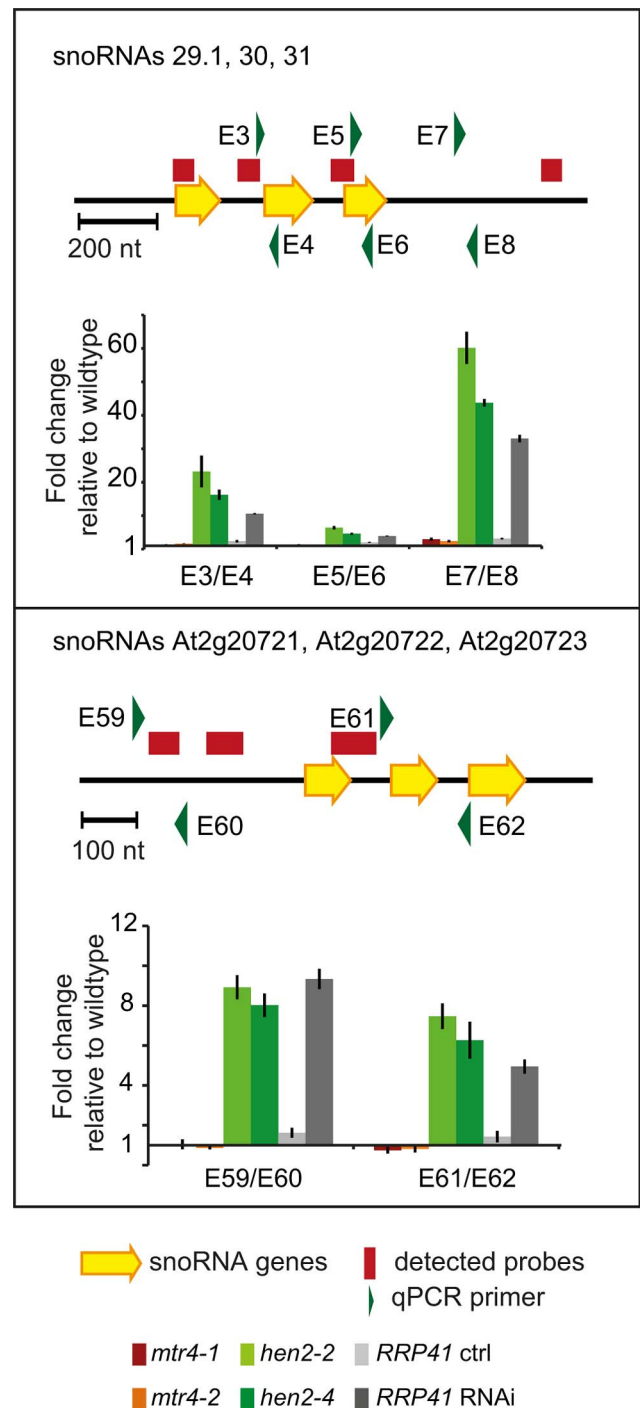 snoRNAs 29.1, 30, 31
E3 E5 E7
E4 E6 E8
200 nt
Fold change
relative to wildtype
60
40
20
1
E3/E4 E5/E6 E7/E8
snoRNAs At2g20721, At2g20722, At2g20723
E59 E61
E60 E62
100 nt
Fold change
relative to wildtype
12
8
4
1
E59/E60 E61/E62
snoRNA genes detected probes
qPCR primer
mtr4-1 hen2-2 RRP41 ctrl
mtr4-2 hen2-4 RRP41 RNAi